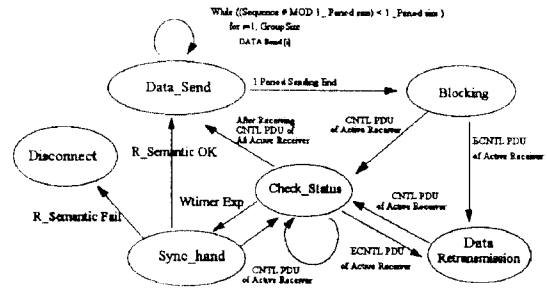 While ((Sequence # MOD 1_Period size) < 1_Period size )
for i=1, Group Size
DATA Send[i]
Data_Send
1 Period Sending End
Blocking
After Receiving
CNTL PDU of
All Active Receiver
CNTL PDU
of Active Receiver
ECNTL PDU
of Active Receiver
Disconnect
R_Semantic OK
Check_Status
CNTL PDU
of Active Receiver
Wtimer Exp
R_Semantic Fail
Sync_hand
CNTL PDU
of Active Receiver
ECNTL PDU
of Active Receiver
Data
Retransmission